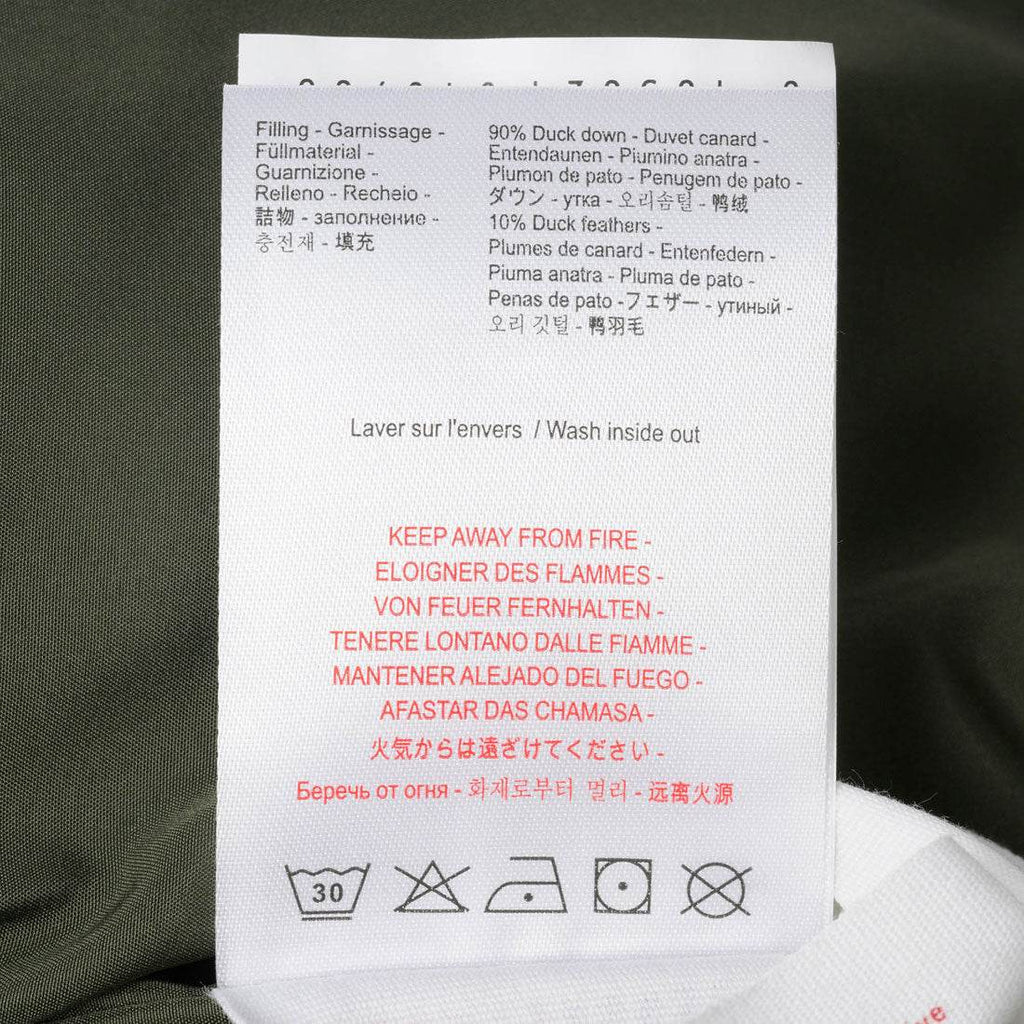 Filling - Garnissage -
Füllmaterial -
Guarnizione -
Relleno - Recheio -
詰物 - заполнение -
충전재 - 填充
90% Duck down - Duvet canard -
Entendaunen - Piumino anatra -
Plumon de pato - Penugem de pato -
ダウン - утка - 오리솜털 - 鸭绒
10% Duck feathers -
Plumes de canard - Entenfedern -
Piuma anatra - Pluma de pato -
Penas de pato -フェザー - утиный -
오리 깃털 - 鸭羽毛
Laver sur l'envers / Wash inside out
KEEP AWAY FROM FIRE -
ELOIGNER DES FLAMMES -
VON FEUER FERNHALTEN -
TENERE LONTANO DALLE FIAMME -
MANTENER ALEJADO DEL FUEGO -
AFASTAR DAS CHAMASA -
火気からは遠ざけてください -
Беречь от огня - 화재로부터 멀리 - 远离火源
30